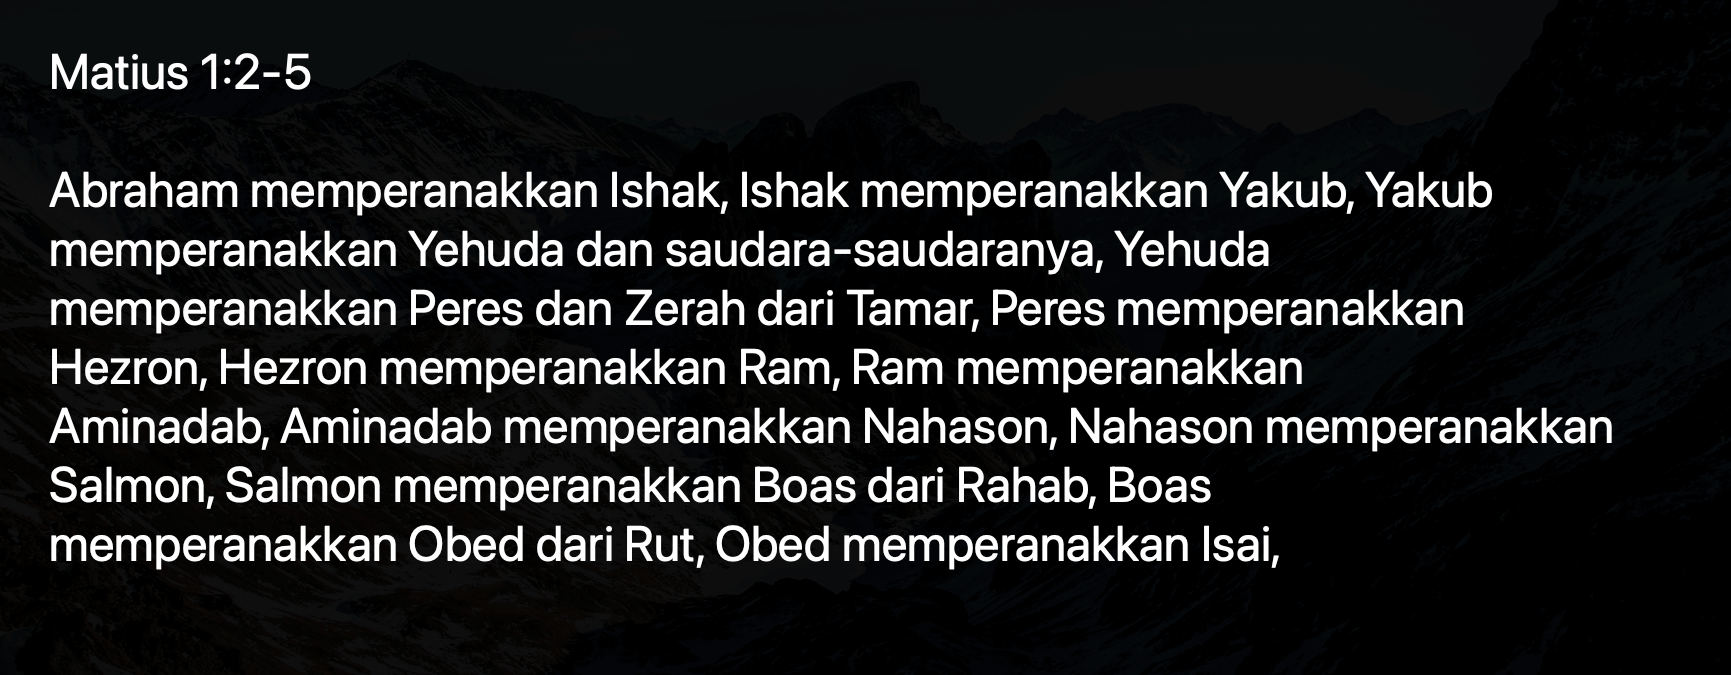 Matius 1:2-5
Abraham memperanakkan Ishak, Ishak memperanakkan Yakub, Yakub
memperanakkan Yehuda dan saudara-saudaranya, Yehuda
memperanakkan Peres dan Zerah dari Tamar, Peres memperanakkan
Hezron, Hezron memperanakkan Ram, Ram memperanakkan
Aminadab, Aminadab memperanakkan Nahason, Nahason memperanakkan
Salmon, Salmon memperanakkan Boas dari Rahab, Boas
memperanakkan Obed dari Rut, Obed memperanakkan Isai,